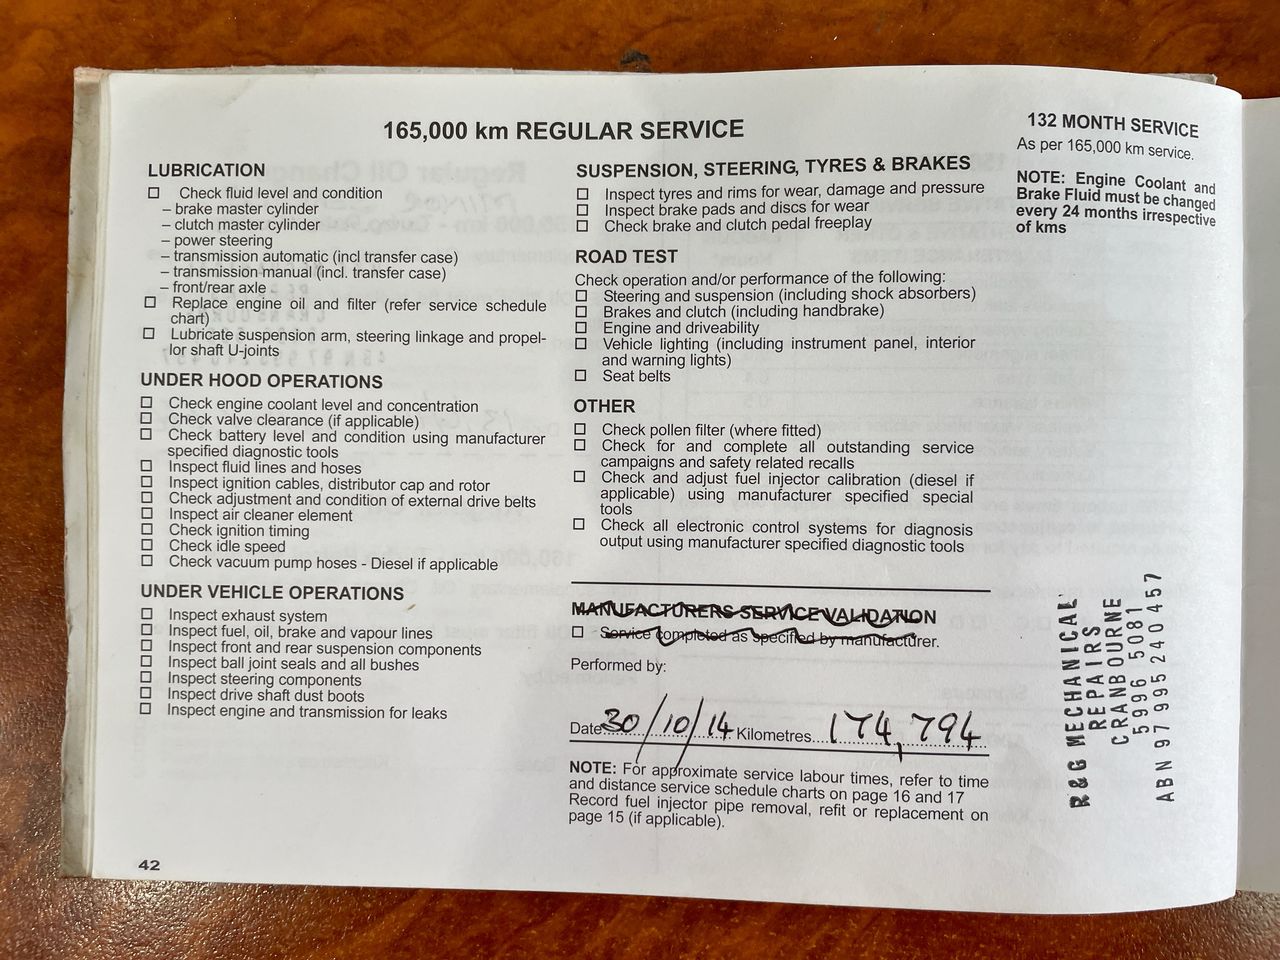 165,000 km REGULAR SERVICE
LUBRICATION
Check fluid level and condition
– brake master cylinder
– clutch master cylinder
– power steering
– transmission automatic (incl transfer case)
– transmission manual (incl. transfer case)
– front/rear axle
Replace engine oil and filter (refer service schedule
chart)
Lubricate suspension arm, steering linkage and propel-
lor shaft U-joints
UNDER HOOD OPERATIONS
Check engine coolant level and concentration
Check valve clearance (if applicable)
Check battery level and condition using manufacturer
specified diagnostic tools
Inspect fluid lines and hoses
Inspect ignition cables, distributor cap and rotor
Check adjustment and condition of external drive belts
Inspect air cleaner element
Check ignition timing
Check idle speed
Check vacuum pump hoses - Diesel if applicable
UNDER VEHICLE OPERATIONS
Inspect exhaust system
Inspect fuel, oil, brake and vapour lines
Inspect front and rear suspension components
Inspect ball joint seals and all bushes
Inspect steering components
Inspect drive shaft dust boots
Inspect engine and transmission for leaks
42
SUSPENSION, STEERING, TYRES & BRAKES
Inspect tyres and rims for wear, damage and pressure
Inspect brake pads and discs for wear
Check brake and clutch pedal freeplay
ROAD TEST
Check operation and/or performance of the following:
Steering and suspension (including shock absorbers)
Brakes and clutch (including handbrake)
Engine and driveability
Vehicle lighting (including instrument panel, interior
and warning lights)
Seat belts
OTHER
Check pollen filter (where fitted)
Check for and complete all outstanding service
campaigns and safety related recalls
Check and adjust fuel injector calibration (diesel if
applicable) using manufacturer specified special
tools
Check all electronic control systems for diagnosis
output using manufacturer specified diagnostic tools
MANUFACTURERS SERVICE VALIDATION
Service completed as specified by manufacturer.
Performed by:
Date 30/10/14 Kilometres 174,794
NOTE: For approximate service labour times, refer to time
and distance service schedule charts on page 16 and 17
Record fuel injector pipe removal, refit or replacement on
page 15 (if applicable).
132 MONTH SERVICE
As per 165,000 km service.
NOTE: Engine Coolant and
Brake Fluid must be changed
every 24 months irrespective
of kms
R&G MECHANICAL
REPAIRS
CRANBOURNE
5996 5081
ABN 97 995 240 457